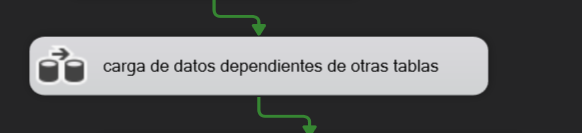 carga de datos dependientes de otras tablas